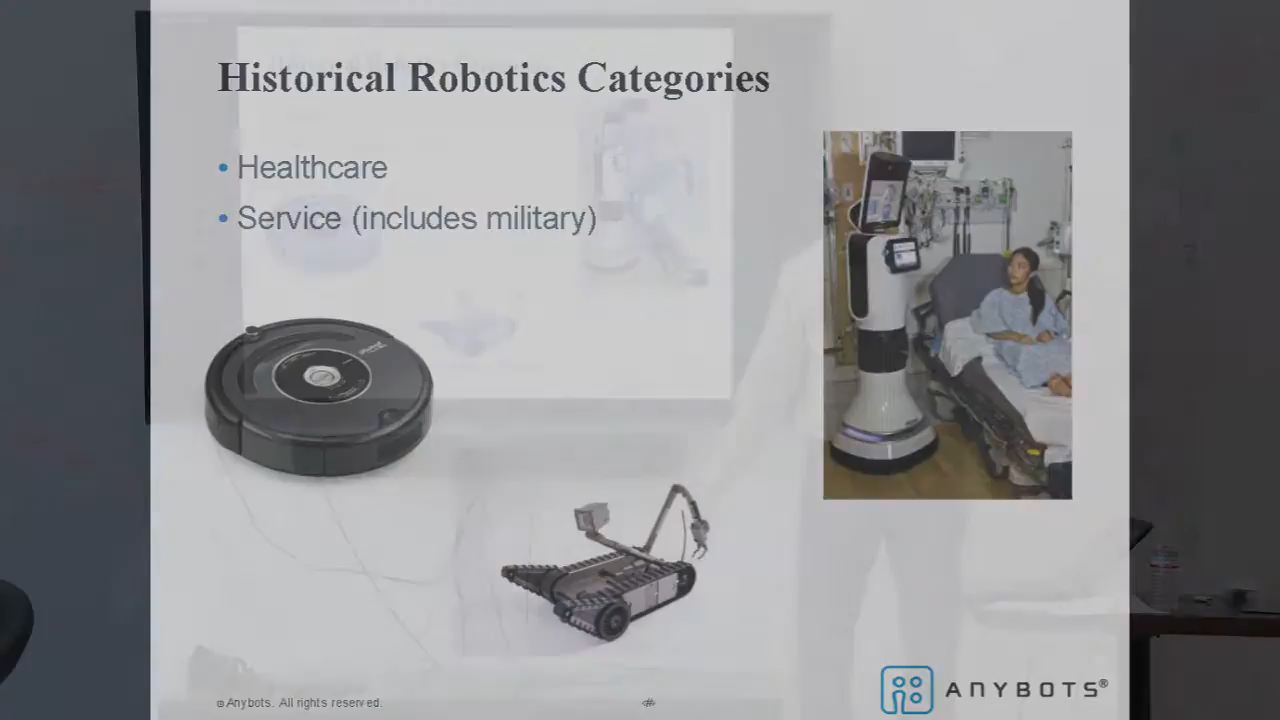 Historical Robotics Categories
• Healthcare
• Service (includes military)
© Anybots. All rights reserved.
‹#›
ANYBOTS®